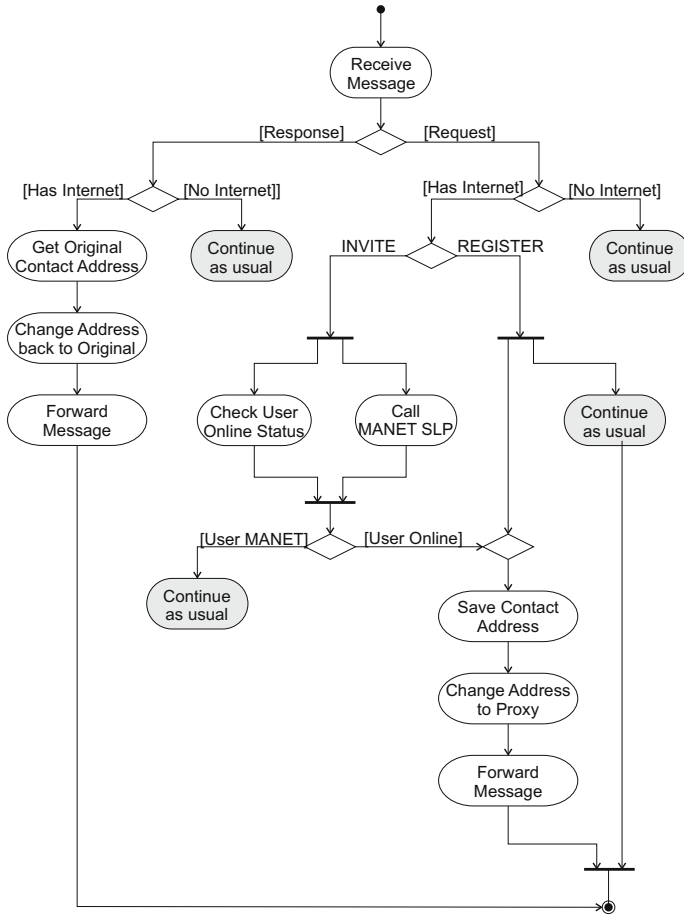 Receive
Message
[Response]
[Request]
[Has Internet]
[No Internet]]
[Has Internet]
[No Internet]
Get Original
Contact Address
Continue
as usual
INVITE
REGISTER
Continue
as usual
Change Address
back to Original
Forward
Message
Check User
Online Status
Call
MANET SLP
Continue
as usual
[User MANET]
[User Online]
Continue
as usual
Save Contact
Address
Change Address
to Proxy
Forward
Message